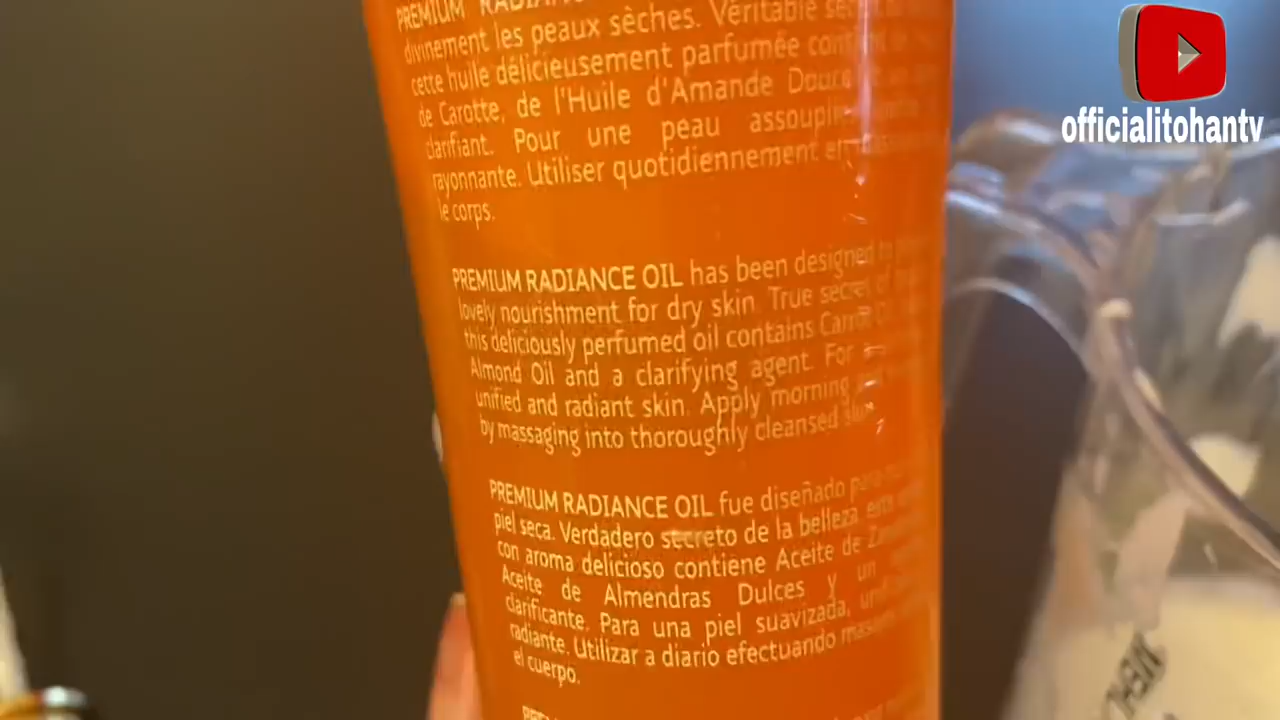 PREMIUM
divinement les peaux sèches. Véritable
cette huile délicieusement parfumée
de Carotte, de l'Huile d'Amande Douce
clarifiant. Pour une peau
rayonnante. Utiliser quotidiennement
le corps.
PREMIUM RADIANCE OIL has been designed
lovely nourishment for dry skin. True secret of
this deliciously perfumed oil contains Carrot
Almond Oil and a clarifying agent. For
unified and radiant skin. Apply morning
by massaging into thoroughly cleansed
PREMIUM RADIANCE OIL fue diseñado
piel seca. Verdadero secreto de la belleza
con aroma delicioso contiene Aceite de
Aceite de Almendras Dulces y un
clarificante. Para una piel suavizada,
radiante. Utilizar a diario efectuando
el cuerpo.
officialitohantv